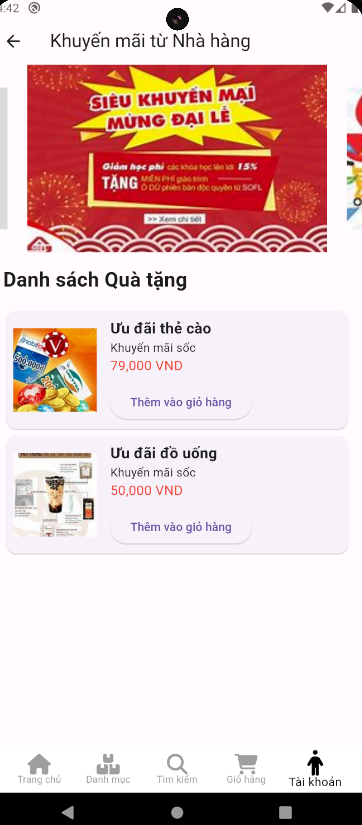 :42
Khuyến mãi từ Nhà hàng
SIÊU KHUYẾN MẠI
MỪNG ĐẠI LỄ
Giảm học phí các khóa học lên tới 15%
TẶNG MIỄN PHÍ giáo trình
Ô DÙ phiên bản độc quyền từ SOFL
>> Xem chi tiết
SOFL
Danh sách Quà tặng
Ưu đãi thẻ cào
Khuyến mãi sốc
79,000 VND
Thêm vào giỏ hàng
Ưu đãi đồ uống
Khuyến mãi sốc
50,000 VND
Thêm vào giỏ hàng
Trang chủ
Danh mục
Tìm kiếm
Giỏ hàng
Tài khoản